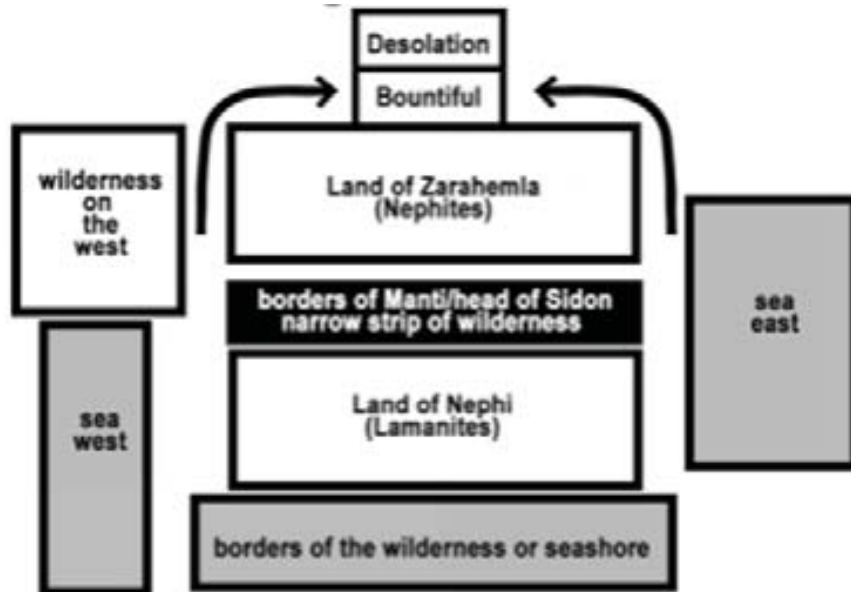 Desolation
Bountiful
wilderness
on
the
west
Land of Zarahemla
(Nephites)
borders of Manti/head of Sidon
narrow strip of wilderness
sea
east
Land of Nephi
(Lamanites)
sea
west
borders of the wilderness or seashore